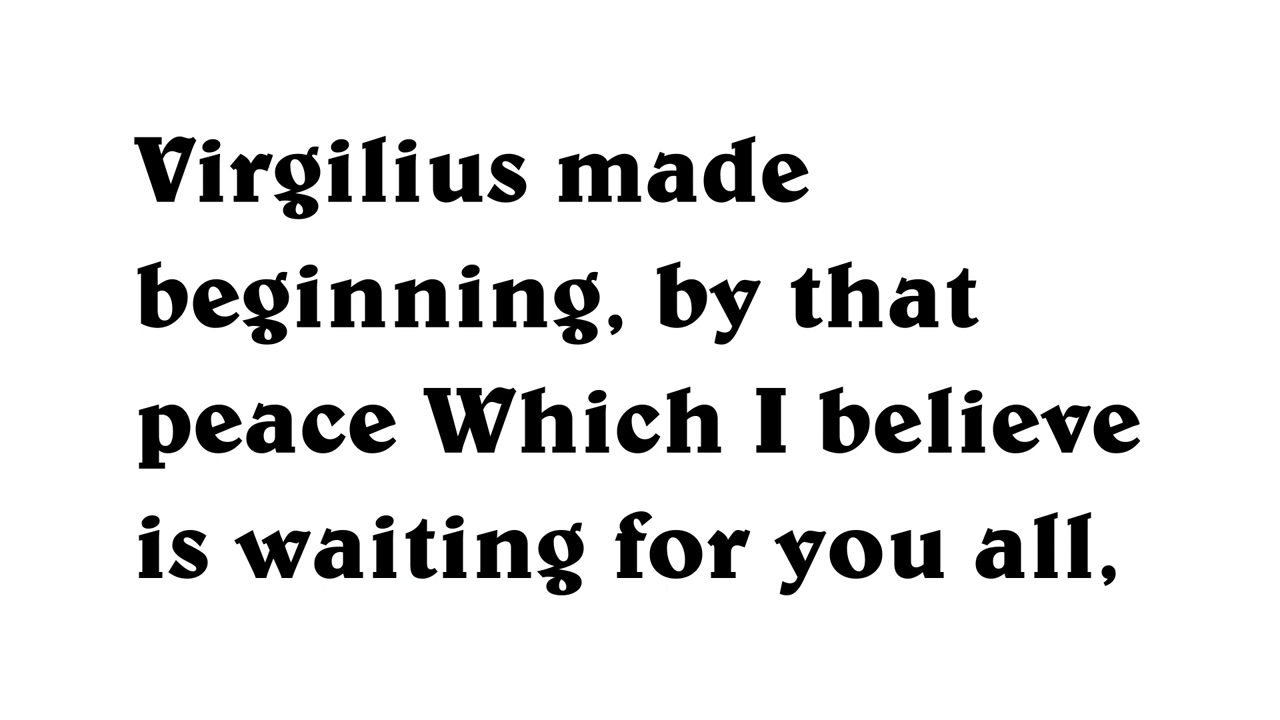 Virgilius made
beginning, by that
peace Which I believe
is waiting for you all,